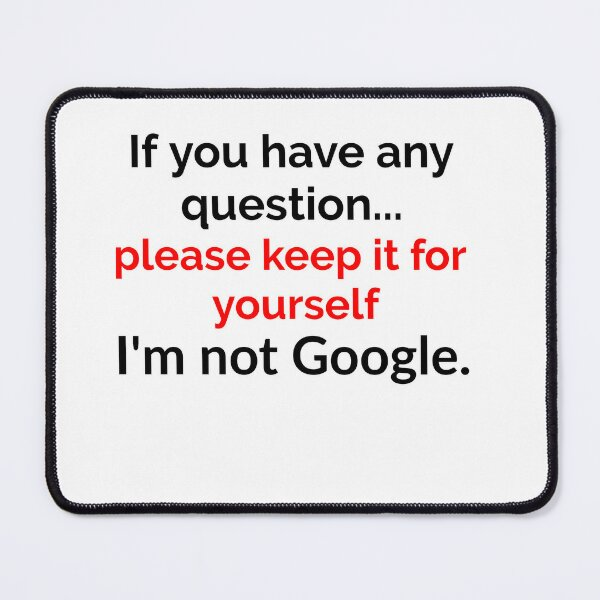 If you have any
question...
please keep it for
yourself
I'm not Google.